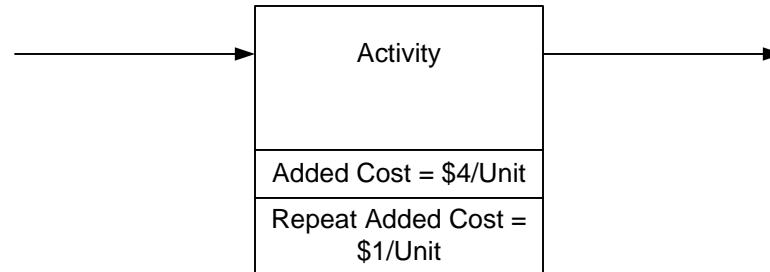 Activity
Added Cost = $4/Unit
Repeat Added Cost =
$1/Unit